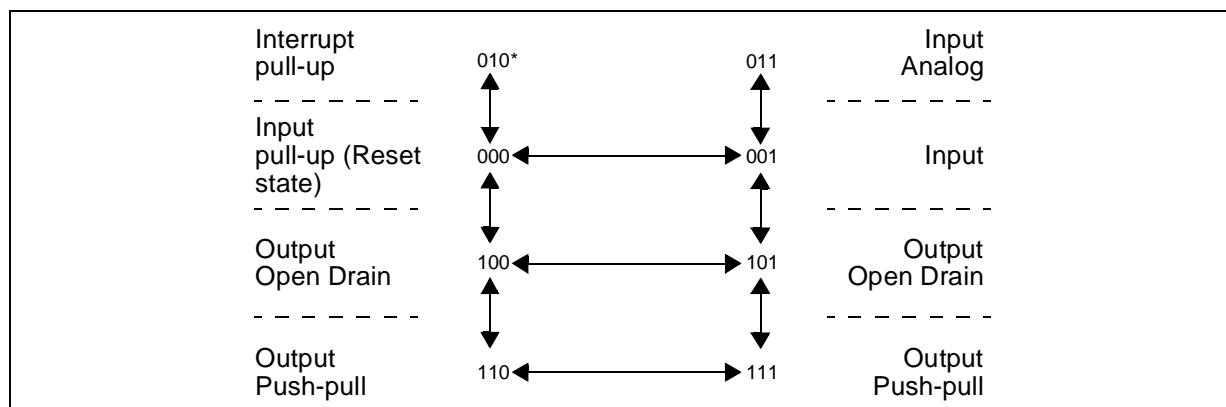 Interrupt
pull-up
010*
011
Input
Analog
Input
pull-up (Reset
state)
000
001
Input
Output
Open Drain
100
101
Output
Open Drain
Output
Push-pull
110
111
Output
Push-pull